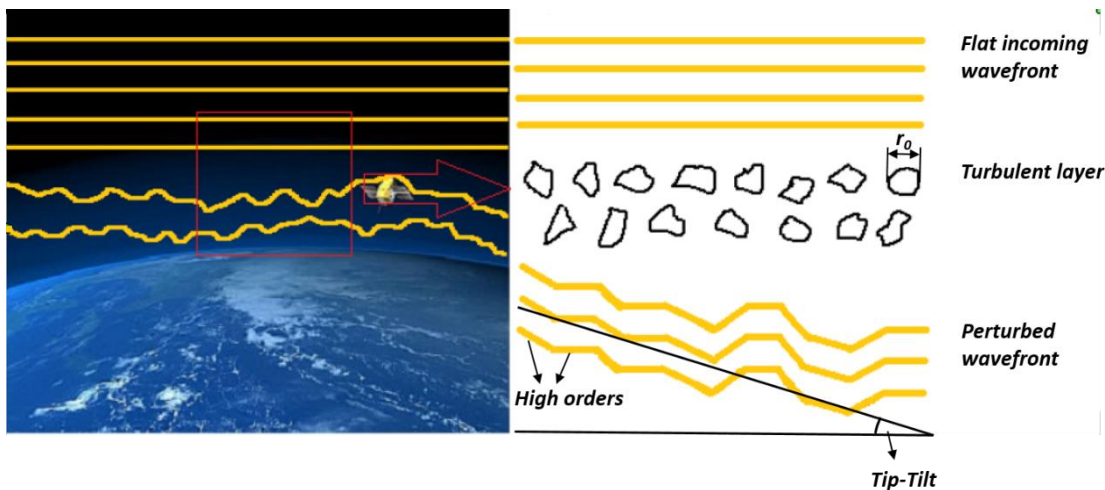 Flat incoming
wavefront
r₀
Turbulent layer
Perturbed
wavefront
High orders
Tip-Tilt